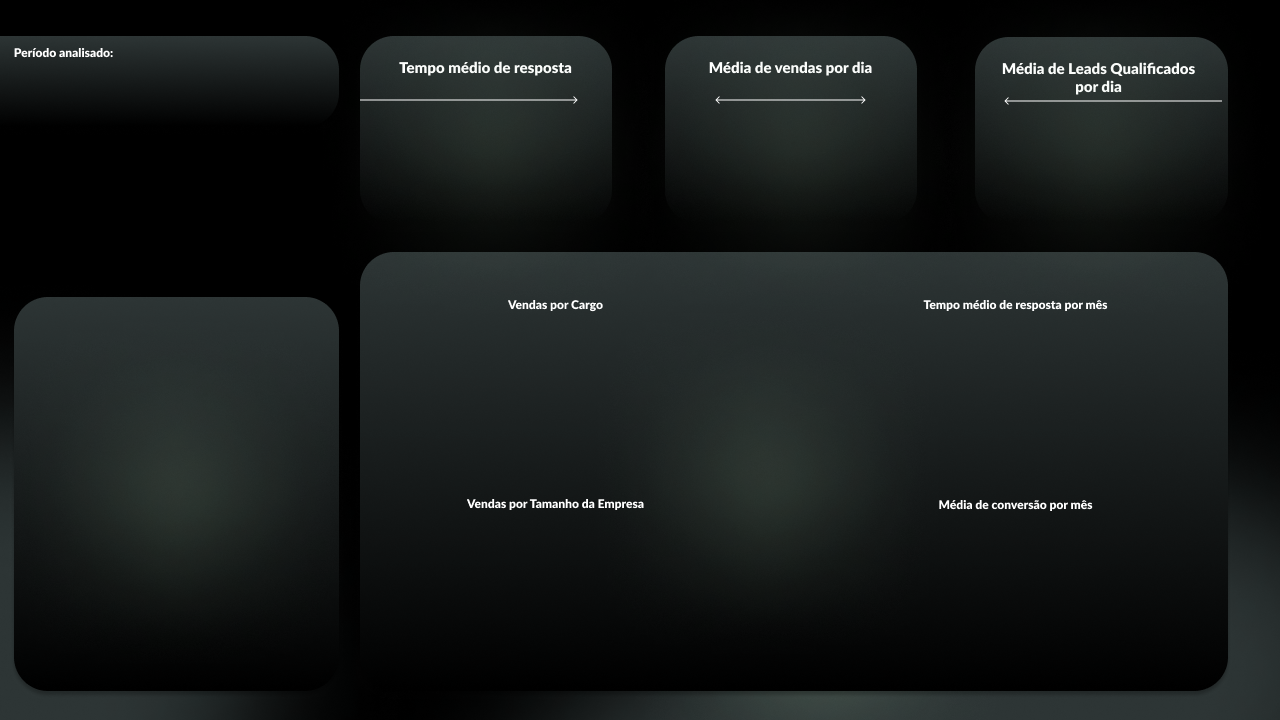 Período analisado:
Tempo médio de resposta
Média de vendas por dia
Média de Leads Qualificados
por dia
Vendas por Cargo
Tempo médio de resposta por mês
Vendas por Tamanho da Empresa
Média de conversão por mês